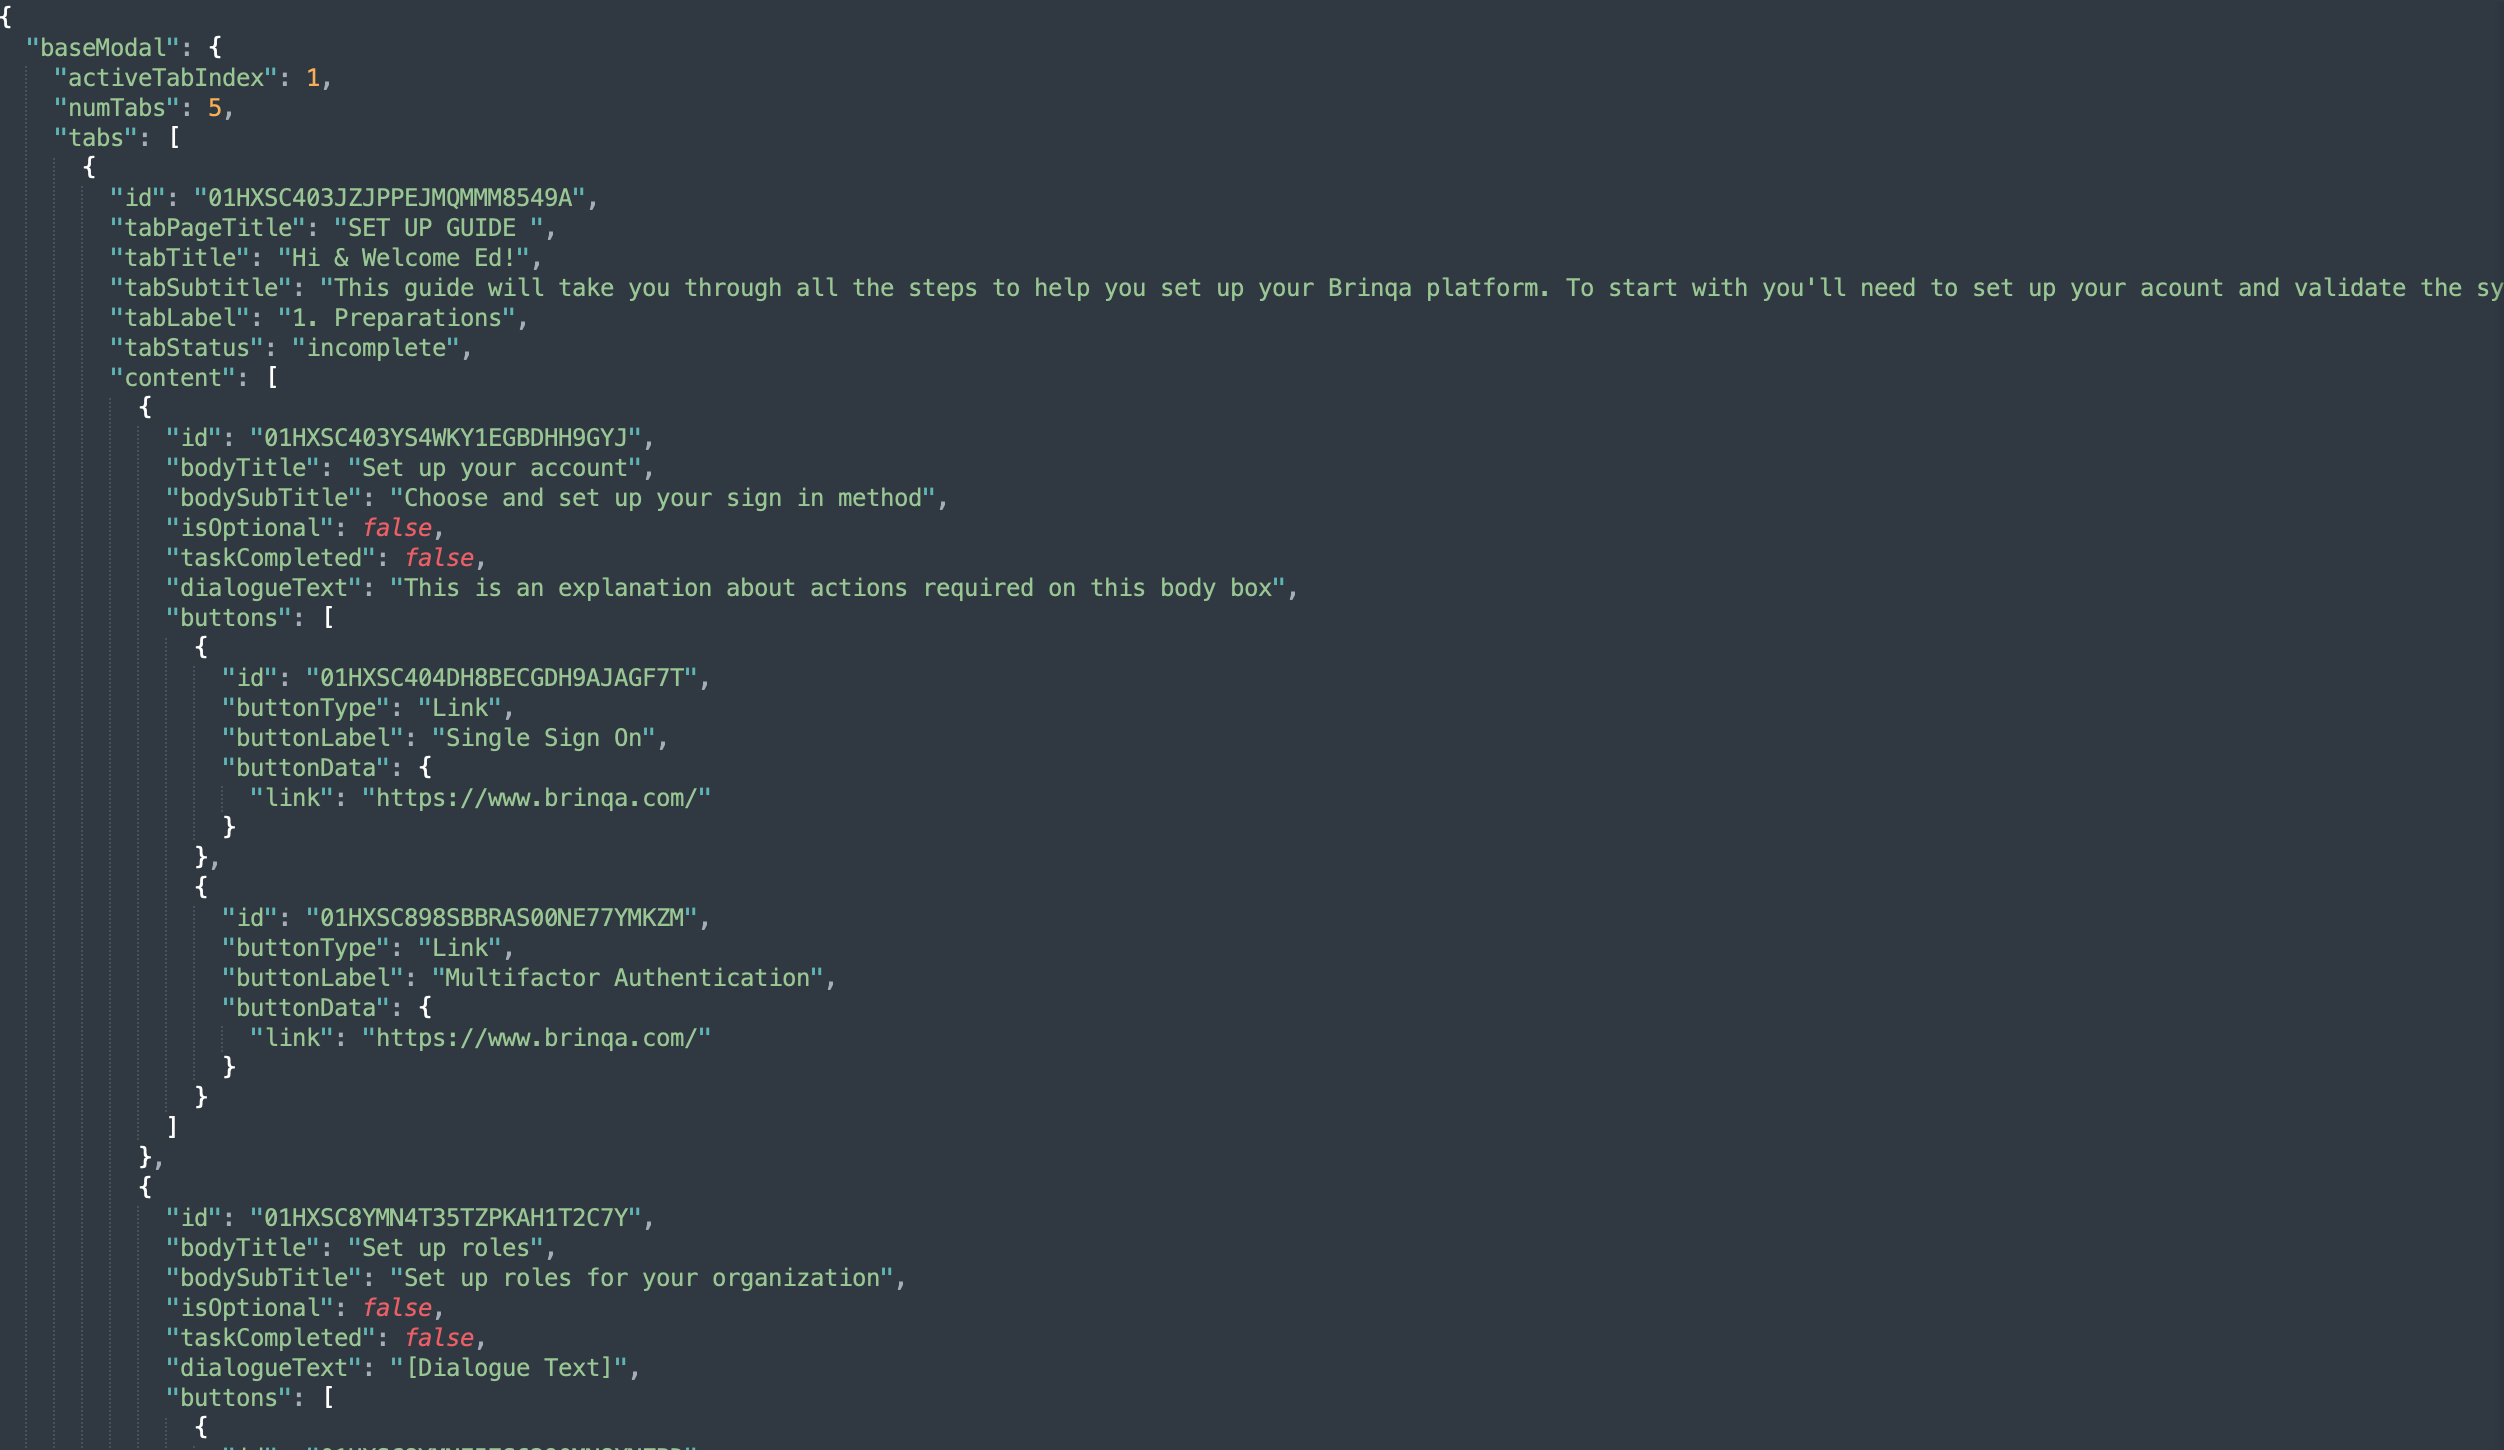 {
"baseModal": {
"activeTabIndex": 1,
"numTabs": 5,
"tabs": [
{
"id": "01HXSC403JZJPPEJMQMMM8549A",
"tabPageTitle": "SET UP GUIDE ",
"tabTitle": "Hi & Welcome Ed!",
"tabSubtitle": "This guide will take you through all the steps to help you set up your Brinqa platform. To start with you'll need to set up your acount and validate the sy
"tabLabel": "1. Preparations",
"tabStatus": "incomplete",
"content": [
{
"id": "01HXSC403YS4WKY1EGBDHH9GYJ",
"bodyTitle": "Set up your account",
"bodySubTitle": "Choose and set up your sign in method",
"isOptional": false,
"taskCompleted": false,
"dialogueText": "This is an explanation about actions required on this body box",
"buttons": [
{
"id": "01HXSC404DH8BECGDH9AJAGF7T",
"buttonType": "Link",
"buttonLabel": "Single Sign On",
"buttonData": {
"link": "https://www.brinqa.com/"
}
},
{
"id": "01HXSC898SBBRAS00NE77YMKZM",
"buttonType": "Link",
"buttonLabel": "Multifactor Authentication",
"buttonData": {
"link": "https://www.brinqa.com/"
}
}
]
},
{
"id": "01HXSC8YMN4T35TZPKAH1T2C7Y",
"bodyTitle": "Set up roles",
"bodySubTitle": "Set up roles for your organization",
"isOptional": false,
"taskCompleted": false,
"dialogueText": "[Dialogue Text]",
"buttons": [
{